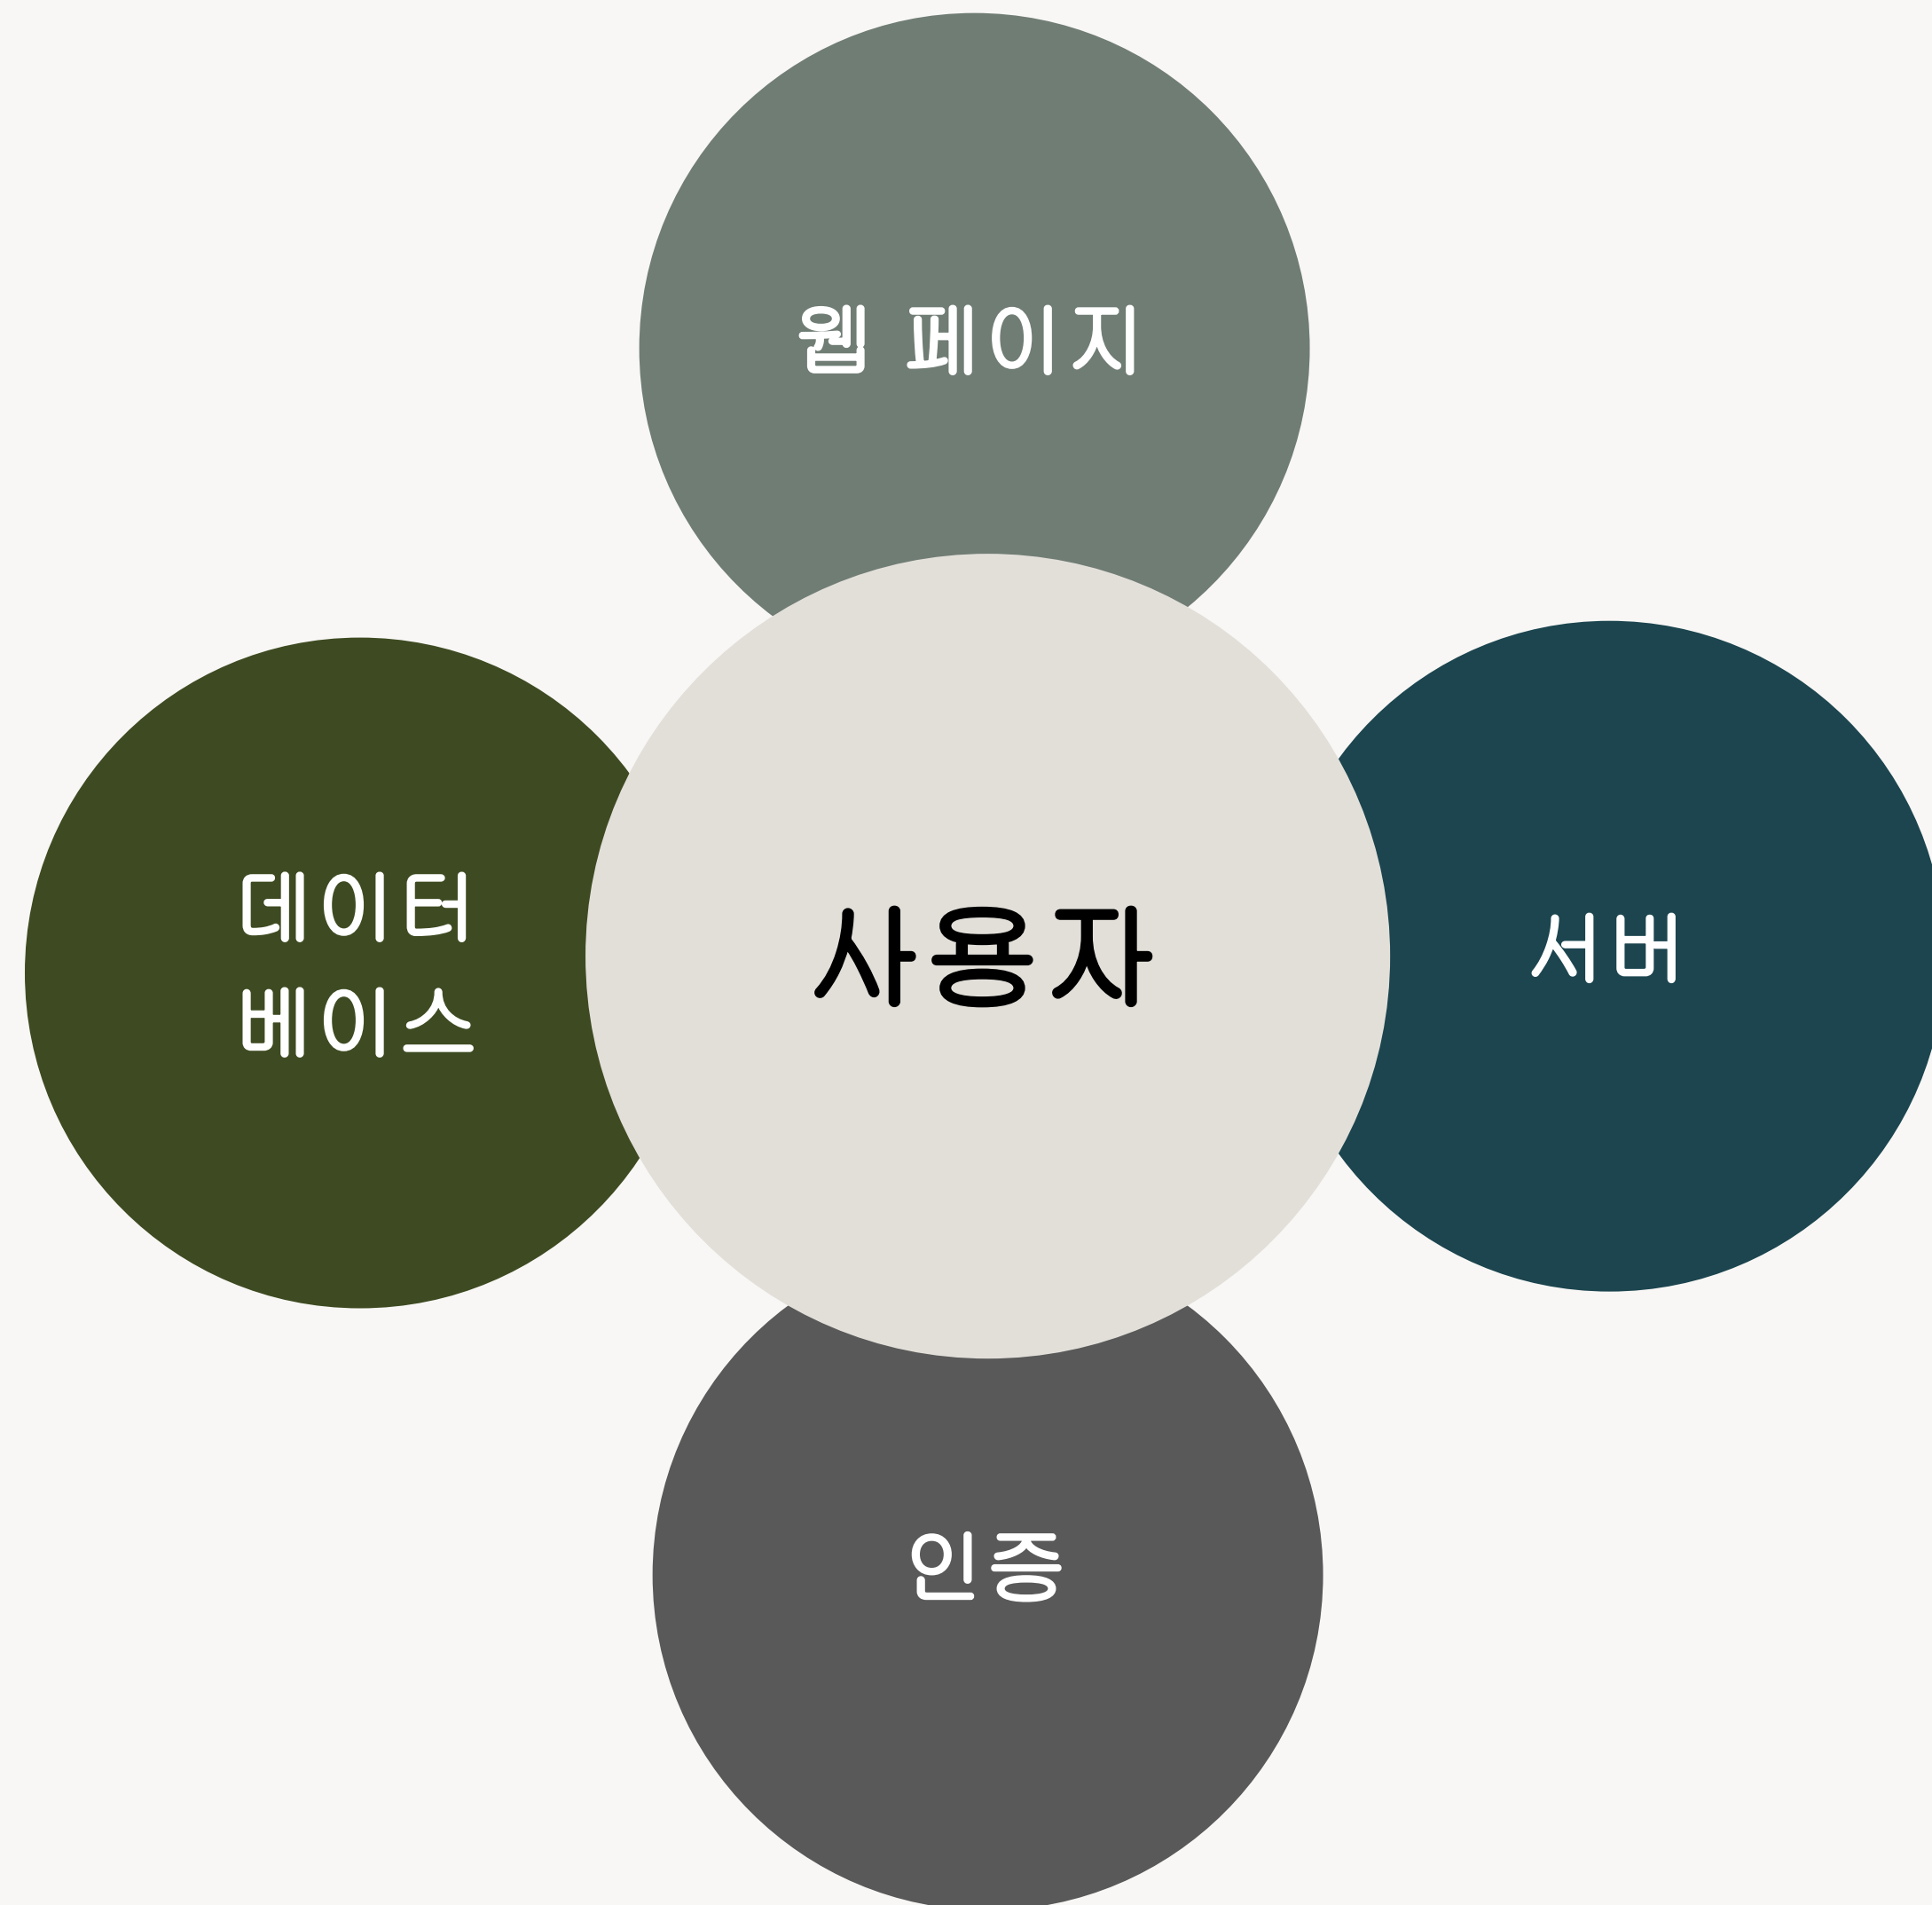 웹 페이지
데이터
베이스
사용자
서버
인증